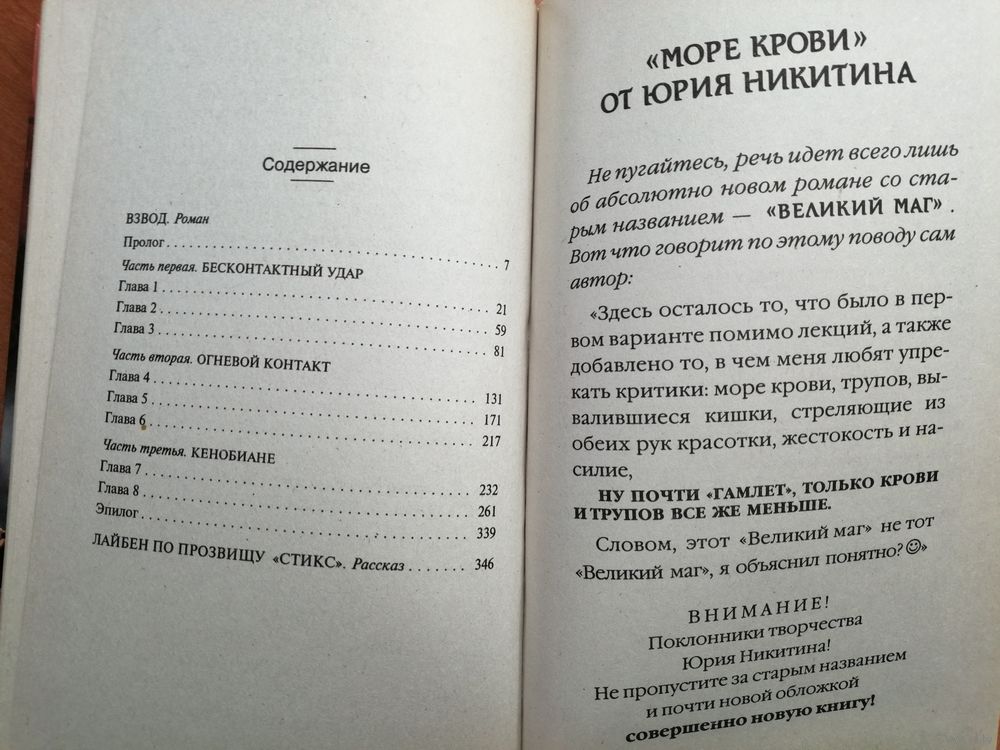 Содержание
ВЗВОД. Роман
Пролог . . . . . . . . . . . . . . . . . . . . . . . . . . . . . . 7
Часть первая. БЕСКОНТАКТНЫЙ УДАР
Глава 1 . . . . . . . . . . . . . . . . . . . . . . . . . . . . . . 21
Глава 2 . . . . . . . . . . . . . . . . . . . . . . . . . . . . . . 59
Глава 3 . . . . . . . . . . . . . . . . . . . . . . . . . . . . . . 81
Часть вторая. ОГНЕВОЙ КОНТАКТ
Глава 4 . . . . . . . . . . . . . . . . . . . . . . . . . . . . . . 131
Глава 5 . . . . . . . . . . . . . . . . . . . . . . . . . . . . . . 171
Глава 6 . . . . . . . . . . . . . . . . . . . . . . . . . . . . . . 217
Часть третья. КЕНОБИАНЕ
Глава 7 . . . . . . . . . . . . . . . . . . . . . . . . . . . . . . 232
Глава 8 . . . . . . . . . . . . . . . . . . . . . . . . . . . . . . 261
Эпилог . . . . . . . . . . . . . . . . . . . . . . . . . . . . . . 339
ЛАЙБЕН ПО ПРОЗВИЩУ «СТИКС». Рассказ . . . . . . . 346
«МОРЕ КРОВИ»
ОТ ЮРИЯ НИКИТИНА
Не пугайтесь, речь идет всего лишь
об абсолютно новом романе со ста-
рым названием — «ВЕЛИКИЙ МАГ» .
Вот что говорит по этому поводу сам
автор:
«Здесь осталось то, что было в пер-
вом варианте помимо лекций, а также
добавлено то, в чем меня любят упре-
кать критики: море крови, трупов, вы-
валившиеся кишки, стреляющие из
обеих рук красотки, жестокость и на-
силие,
НУ ПОЧТИ «ГАМЛЕТ», ТОЛЬКО КРОВИ
И ТРУПОВ ВСЕ ЖЕ МЕНЬШЕ.
Словом, этот «Великий маг» не тот
«Великий маг», я объяснил понятно?☺»
ВНИМАНИЕ!
Поклонники творчества
Юрия Никитина!
Не пропустите за старым названием
и почти новой обложкой
совершенно новую книгу!